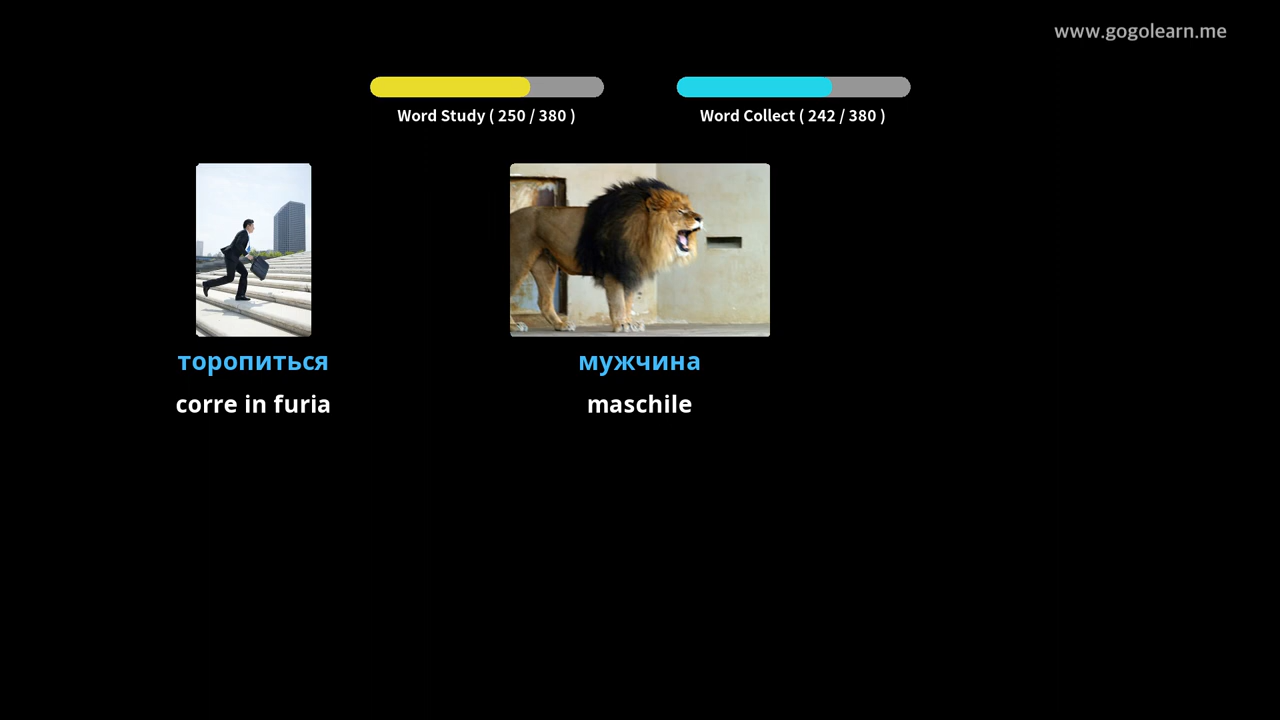 www.gogolearn.me
Word Study ( 250 / 380 )
Word Collect ( 242 / 380 )
торопиться
мужчина
corre in furia
maschile